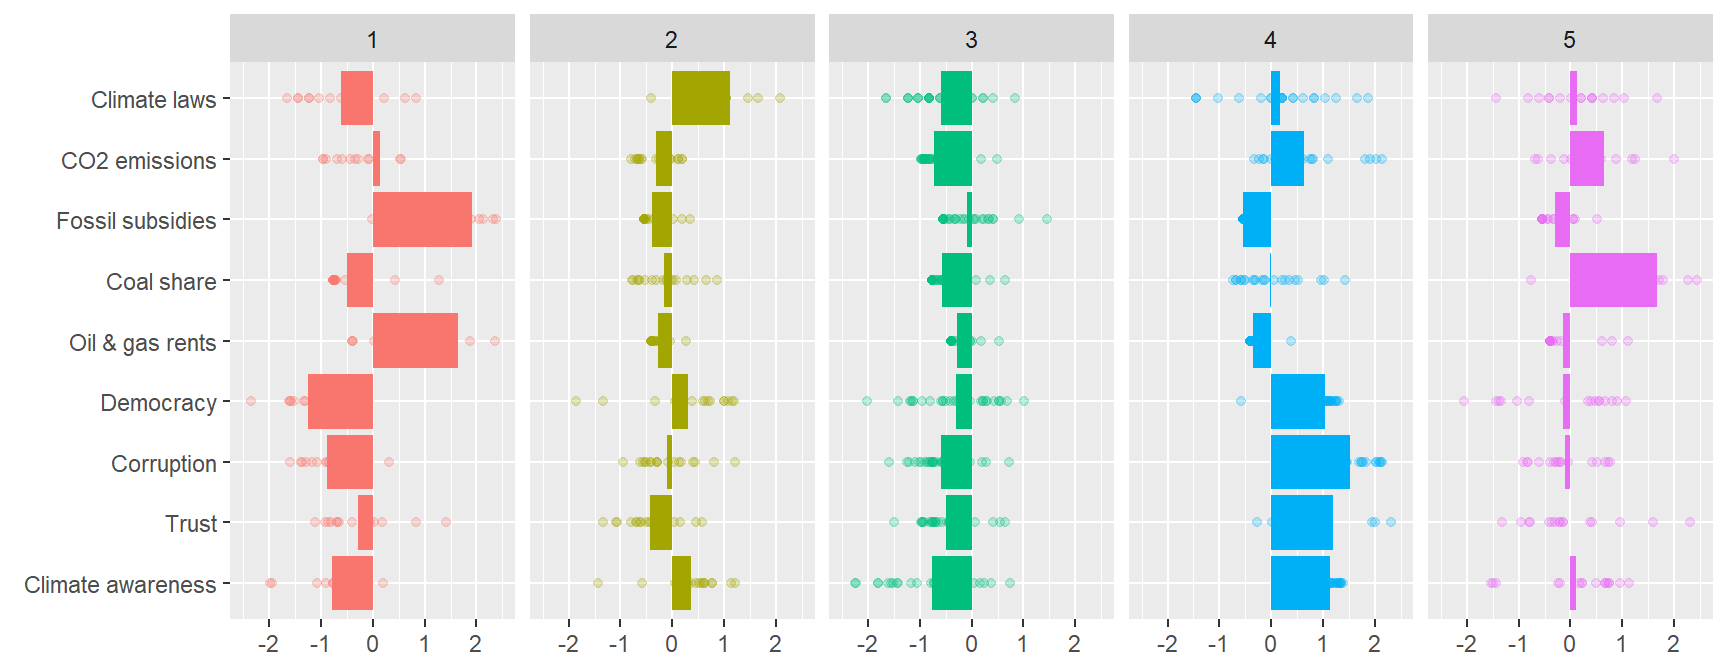 1 2 3 4 5
Climate laws
CO2 emissions
Fossil subsidies
Coal share
Oil & gas rents
Democracy
Corruption
Trust
Climate awareness
-2 -1 0 1 2 -2 -1 0 1 2 -2 -1 0 1 2 -2 -1 0 1 2 -2 -1 0 1 2